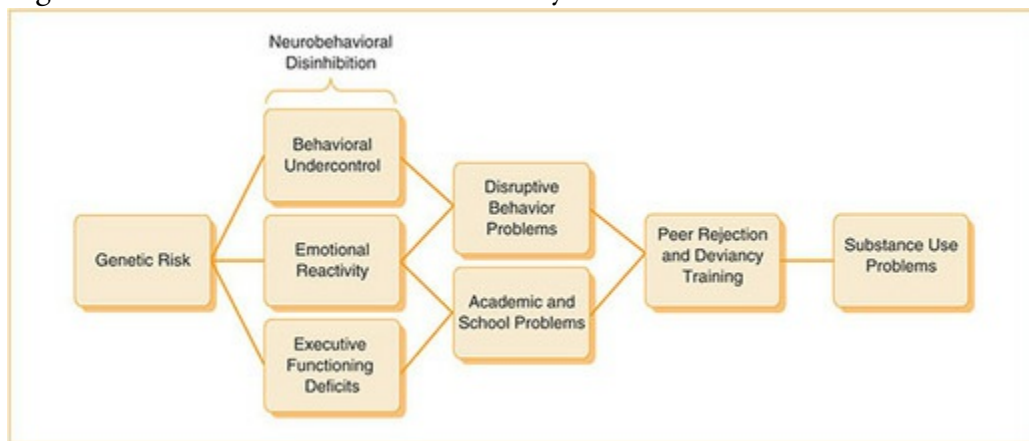 Neurobehavioral
Disinhibition
Behavioral
Undercontrol
Disruptive
Behavior
Problems
Peer Rejection
and Deviancy
Training
Substance Use
Problems
Genetic Risk
Emotional
Reactivity
Academic and
School Problems
Executive
Functioning
Deficits